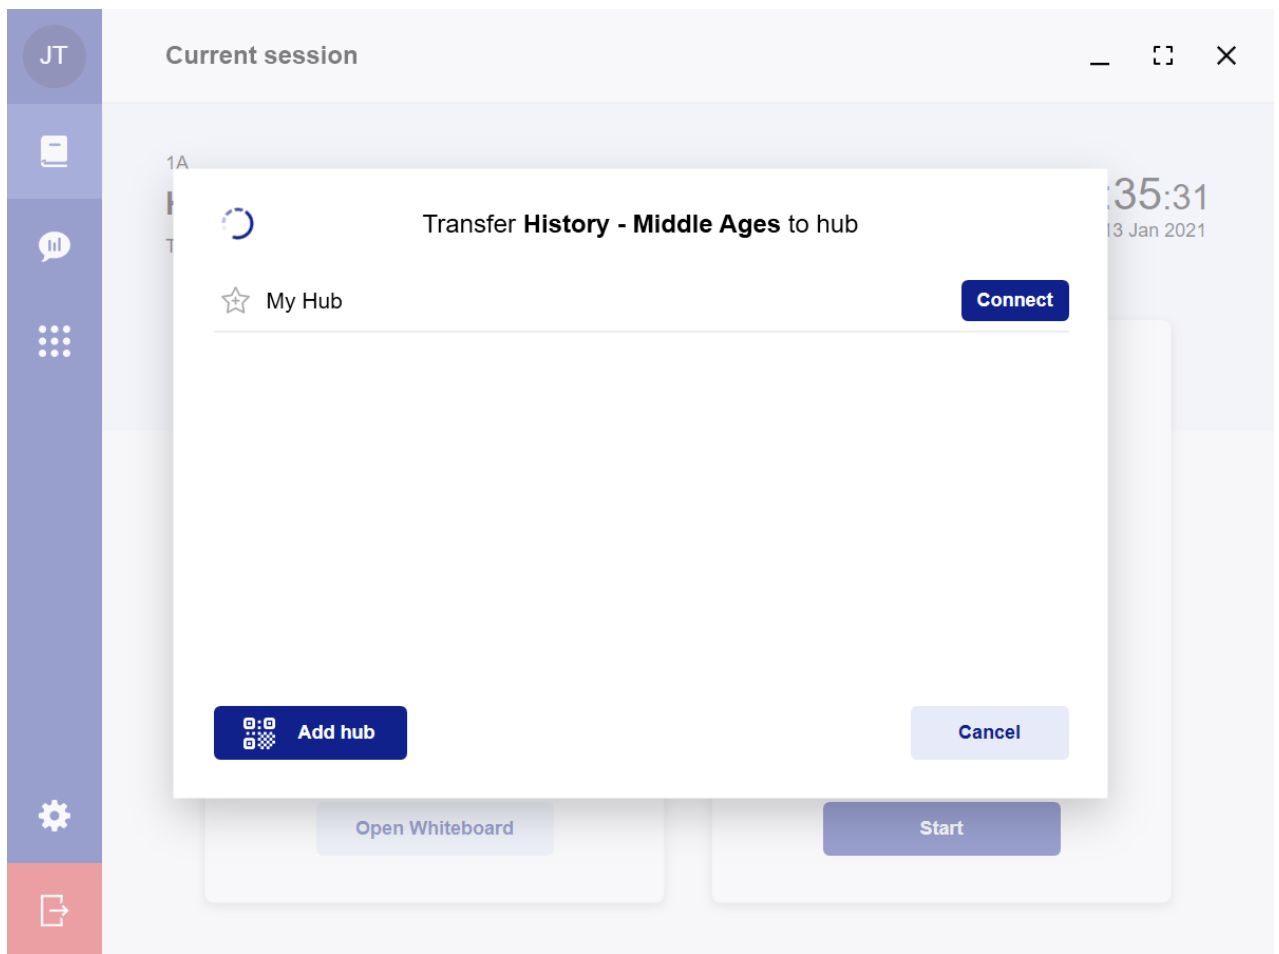 JT
Current session
1A
:35:31
13 Jan 2021
Transfer History - Middle Ages to hub
My Hub
Connect
Add hub
Cancel
Open Whiteboard
Start